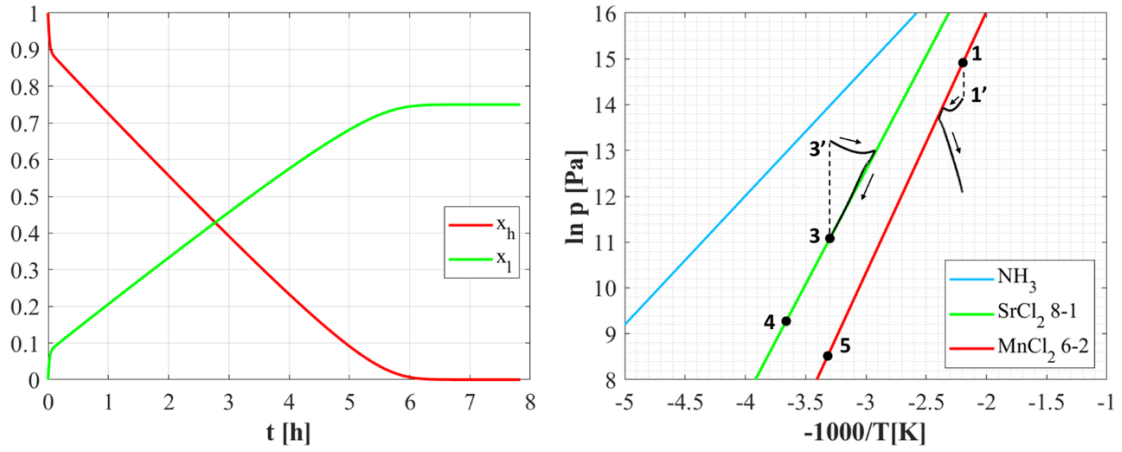 1
0.9
0.8
0.7
0.6
0.5
0.4
0.3
0.2
0.1
0
0 1 2 3 4 5 6 7 8
t [h]
x_h
x_l
16
15
14
13
12
11
10
9
8
ln p [Pa]
-5 -4.5 -4 -3.5 -3 -2.5 -2 -1.5 -1
-1000/T[K]
1
1’
3’
3
4
5
NH₃
SrCl₂ 8-1
MnCl₂ 6-2